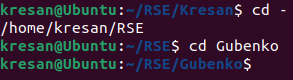 kresan@Ubuntu:~/RSE/Kresan$ cd -
/home/kresan/RSE
kresan@Ubuntu:~/RSE$ cd Gubenko
kresan@Ubuntu:~/RSE/Gubenko$